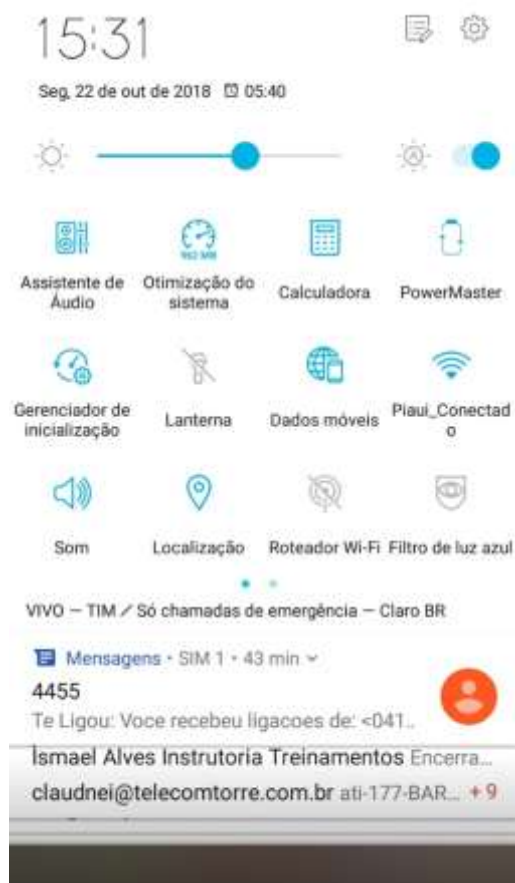 15:31
Seg, 22 de out de 2018 05:40
962 MB
Assistente de Áudio
Otimização do sistema
Calculadora
PowerMaster
Gerenciador de inicialização
Lanterna
Dados móveis
Piaui_Conectado
Som
Localização
Roteador Wi-Fi
Filtro de luz azul
VIVO — TIM / Só chamadas de emergência — Claro BR
Mensagens • SIM 1 • 43 min
4455
Te Ligou: Voce recebeu ligacoes de: <041..
Ismael Alves Instrutoria Treinamentos Encerra...
claudnei@telecomtorre.com.br ati-177-BAR... +9